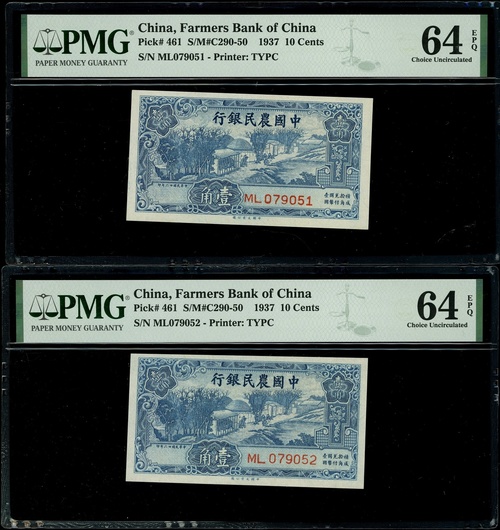 PMG
PAPER MONEY GUARANTY
China, Farmers Bank of China
Pick# 461 S/M#C290-50 1937 10 Cents
S/N ML079051 - Printer: TYPC
64 EPQ
Choice Uncirculated
行銀民農國中
角壹
ML 079051
PMG
PAPER MONEY GUARANTY
China, Farmers Bank of China
Pick# 461 S/M#C290-50 1937 10 Cents
S/N ML079052 - Printer: TYPC
64 EPQ
Choice Uncirculated
行銀民農國中
角壹
ML 079052